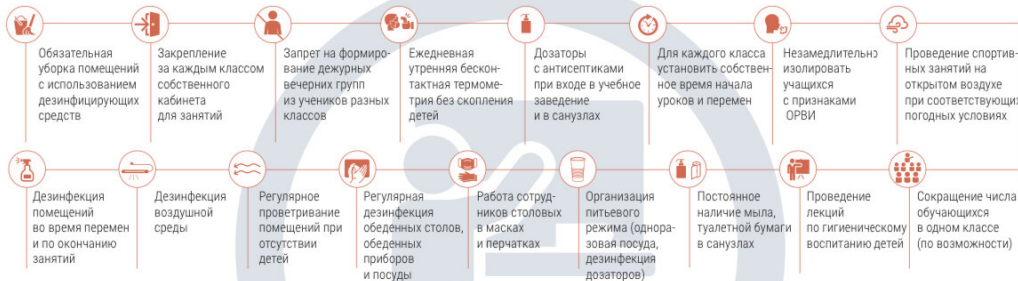 Обязательная
уборка помещений
с использованием
дезинфицирующих
средств
Закрепление
за каждым классом
собственного
кабинета
для занятий
Запрет на формиро-
вание дежурных
вечерних групп
из учеников разных
классов
Ежедневная
утренняя бескон-
тактная термоме-
трия без скопления
детей
Дозаторы
с антисептиками
при входе в учебное
заведение
и в санузлах
Для каждого класса
установить собствен-
ное время начала
уроков и перемен
Незамедлительно
изолировать
учащихся
с признаками
ОРВИ
Проведение спортив-
ных занятий на
открытом воздухе
при соответствующих
погодных условиях
Дезинфекция
помещений
во время перемен
и по окончанию
занятий
Дезинфекция
воздушной
среды
Регулярное
проветривание
помещений при
отсутствии
детей
Регулярная
дезинфекция
обеденных столов,
обеденных
приборов
и посуды
Работа сотруд-
ников столовых
в масках
и перчатках
Организация
питьевого
режима (однора-
зовая посуда,
дезинфекция
дозаторов)
Постоянное
наличие мыла,
туалетной бумаги
в санузлах
Проведение
лекций
по гигиеническому
воспитанию детей
Сокращение числа
обучающихся
в одном классе
(по возможности)